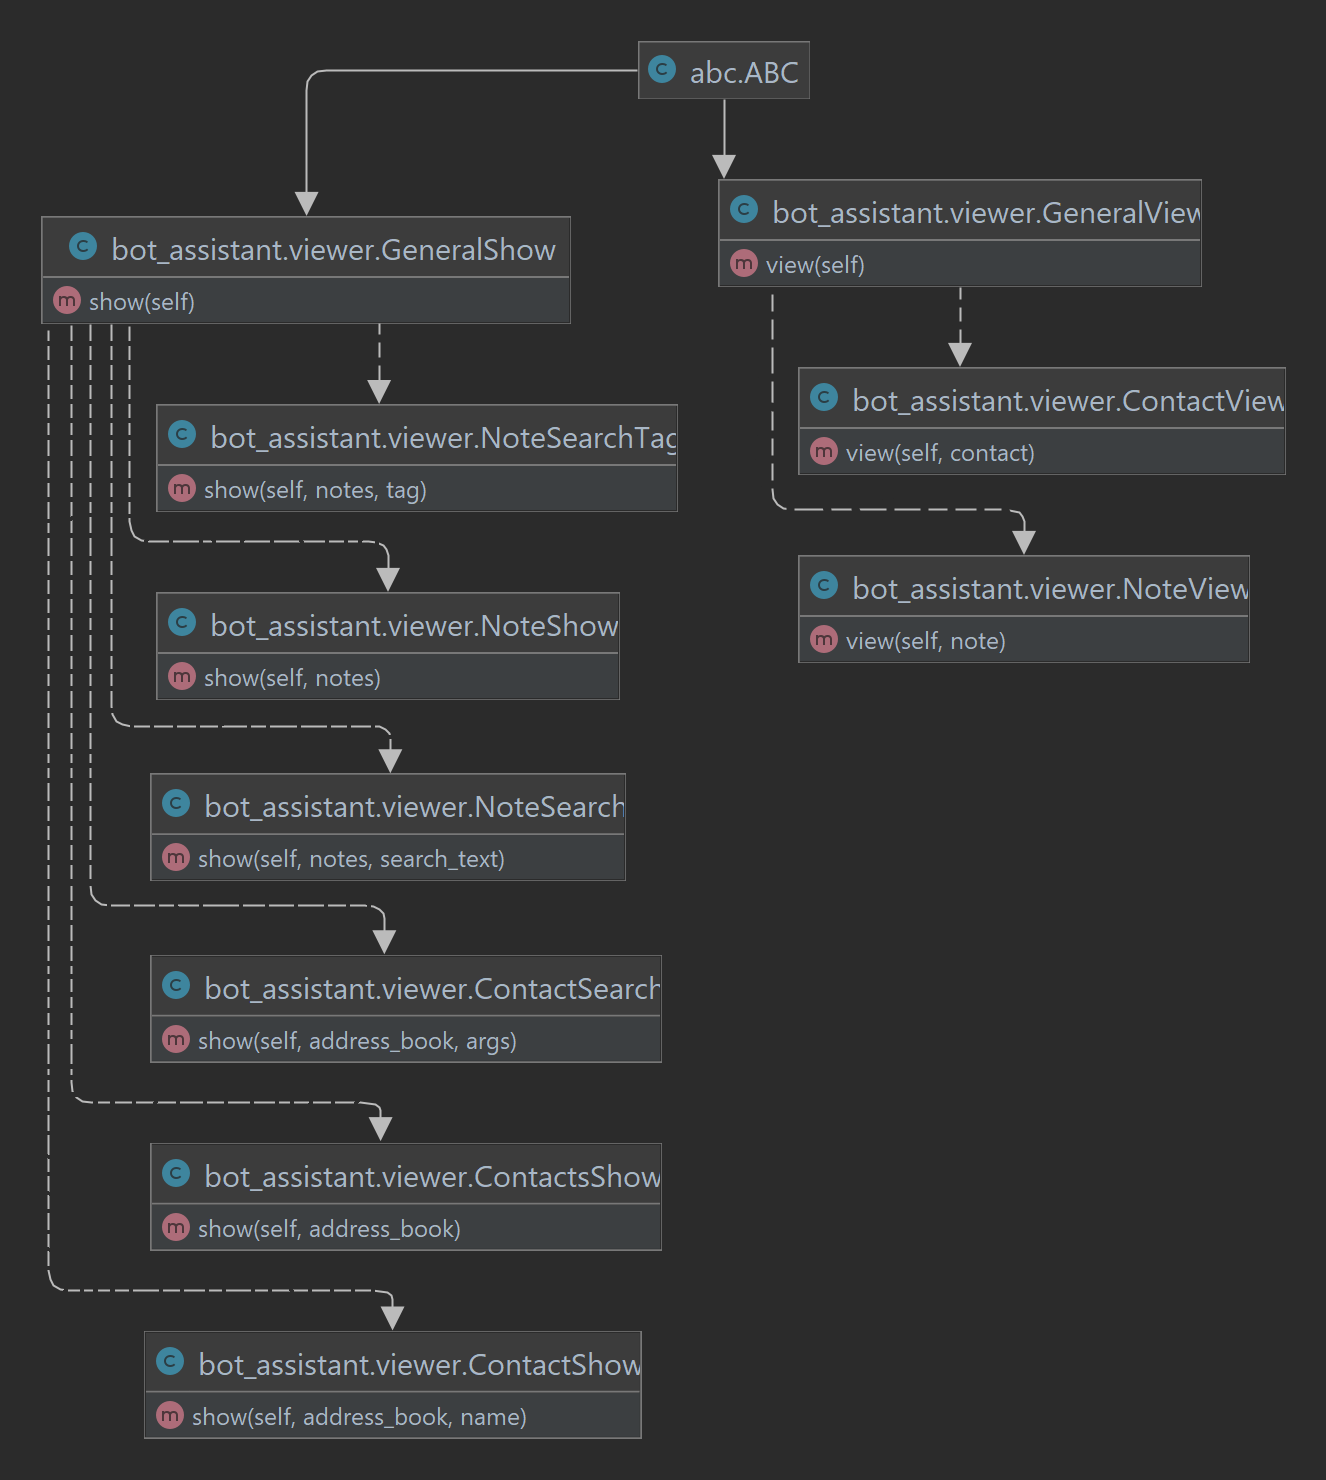 C abc.ABC
C bot_assistant.viewer.GeneralShow
m show(self)
C bot_assistant.viewer.NoteSearchTag
m show(self, notes, tag)
C bot_assistant.viewer.NoteShow
m show(self, notes)
C bot_assistant.viewer.NoteSearch
m show(self, notes, search_text)
C bot_assistant.viewer.ContactSearch
m show(self, address_book, args)
C bot_assistant.viewer.ContactsShow
m show(self, address_book)
C bot_assistant.viewer.ContactShow
m show(self, address_book, name)
C bot_assistant.viewer.GeneralView
m view(self)
C bot_assistant.viewer.ContactView
m view(self, contact)
C bot_assistant.viewer.NoteView
m view(self, note)